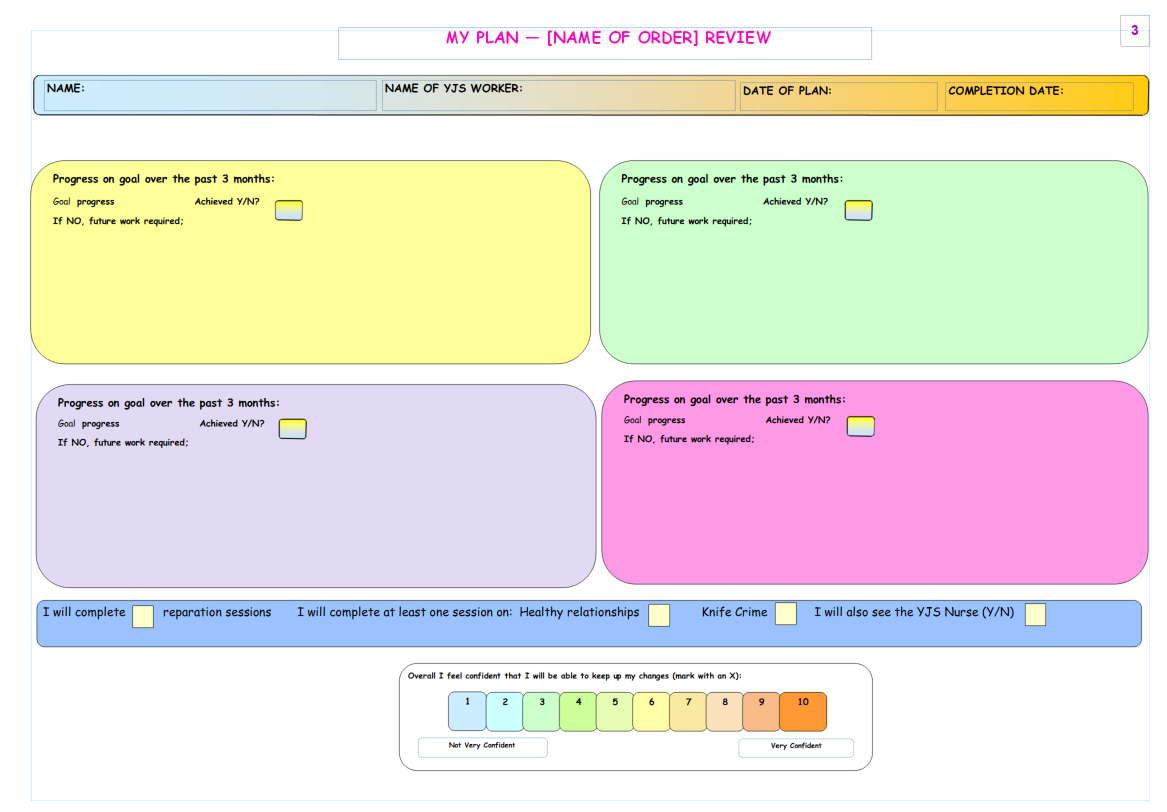 MY PLAN — [NAME OF ORDER] REVIEW
3
NAME:
NAME OF YJS WORKER:
DATE OF PLAN:
COMPLETION DATE:
Progress on goal over the past 3 months:
Goal progress Achieved Y/N?
If NO, future work required;
Progress on goal over the past 3 months:
Goal progress Achieved Y/N?
If NO, future work required;
Progress on goal over the past 3 months:
Goal progress Achieved Y/N?
If NO, future work required;
Progress on goal over the past 3 months:
Goal progress Achieved Y/N?
If NO, future work required;
I will complete reparation sessions I will complete at least one session on: Healthy relationships Knife Crime I will also see the YJS Nurse (Y/N)
Overall I feel confident that I will be able to keep up my changes (mark with an X):
1 2 3 4 5 6 7 8 9 10
Not Very Confident Very Confident